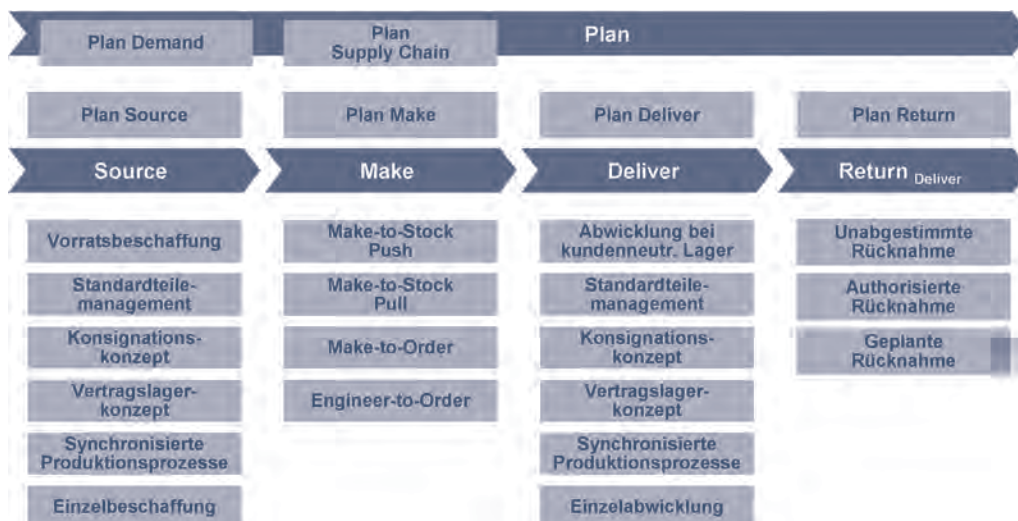 Plan
Plan Demand
Plan
Supply Chain
Plan Source
Plan Make
Plan Deliver
Plan Return
Source
Make
Deliver
Return Deliver
Vorratsbeschaffung
Standardteile-
management
Konsignations-
konzept
Vertragslager-
konzept
Synchronisierte
Produktionsprozesse
Einzelbeschaffung
Make-to-Stock
Push
Make-to-Stock
Pull
Make-to-Order
Engineer-to-Order
Abwicklung bei
kundenneutr. Lager
Standardteile-
management
Konsignations-
konzept
Vertragslager-
konzept
Synchronisierte
Produktionsprozesse
Einzelabwicklung
Unabgestimmte
Rücknahme
Authorisierte
Rücknahme
Geplante
Rücknahme